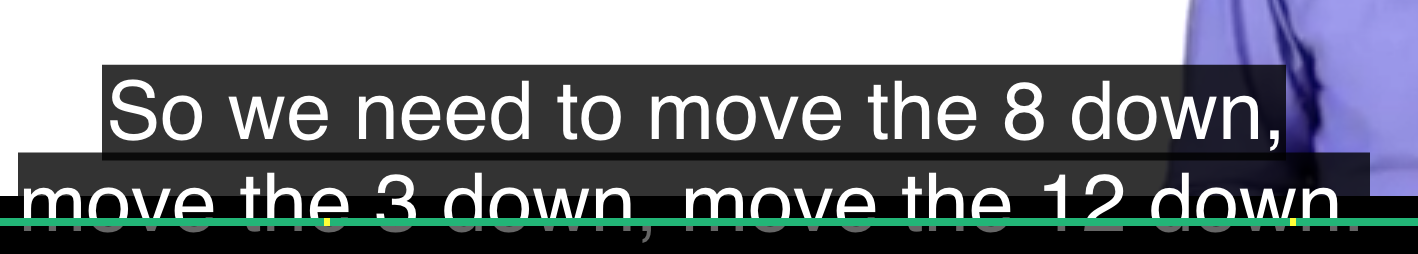 So we need to move the 8 down,
move the 3 down, move the 12 down.